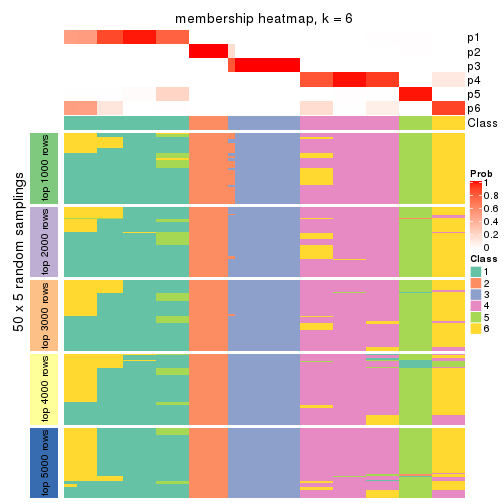 membership heatmap, k = 6
p1
p2
p3
p4
p5
p6
Class
50 x 5 random samplings
top 1000 rows
top 2000 rows
top 3000 rows
top 4000 rows
top 5000 rows
Prob
1
0.8
0.6
0.4
0.2
0
Class
1
2
3
4
5
6